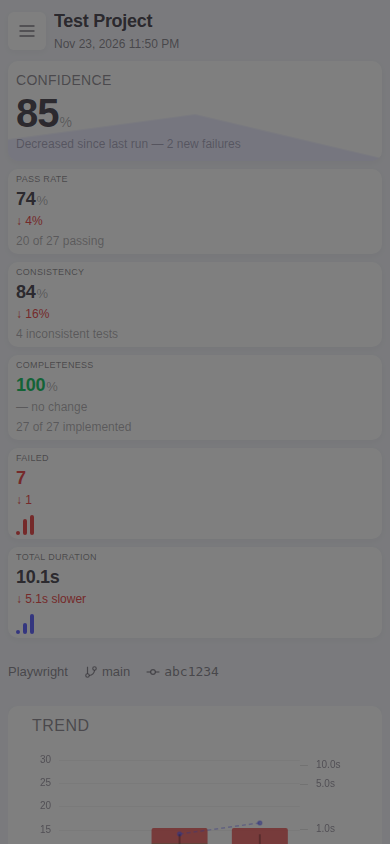 Test Project
Nov 23, 2026 11:50 PM
CONFIDENCE
85%
Decreased since last run — 2 new failures
PASS RATE
74%
↓ 4%
20 of 27 passing
CONSISTENCY
84%
↓ 16%
4 inconsistent tests
COMPLETENESS
100%
— no change
27 of 27 implemented
FAILED
7
↓ 1
TOTAL DURATION
10.1s
↓ 5.1s slower
Playwright main abc1234
TREND
30 10.0s
25 5.0s
20
15 1.0s